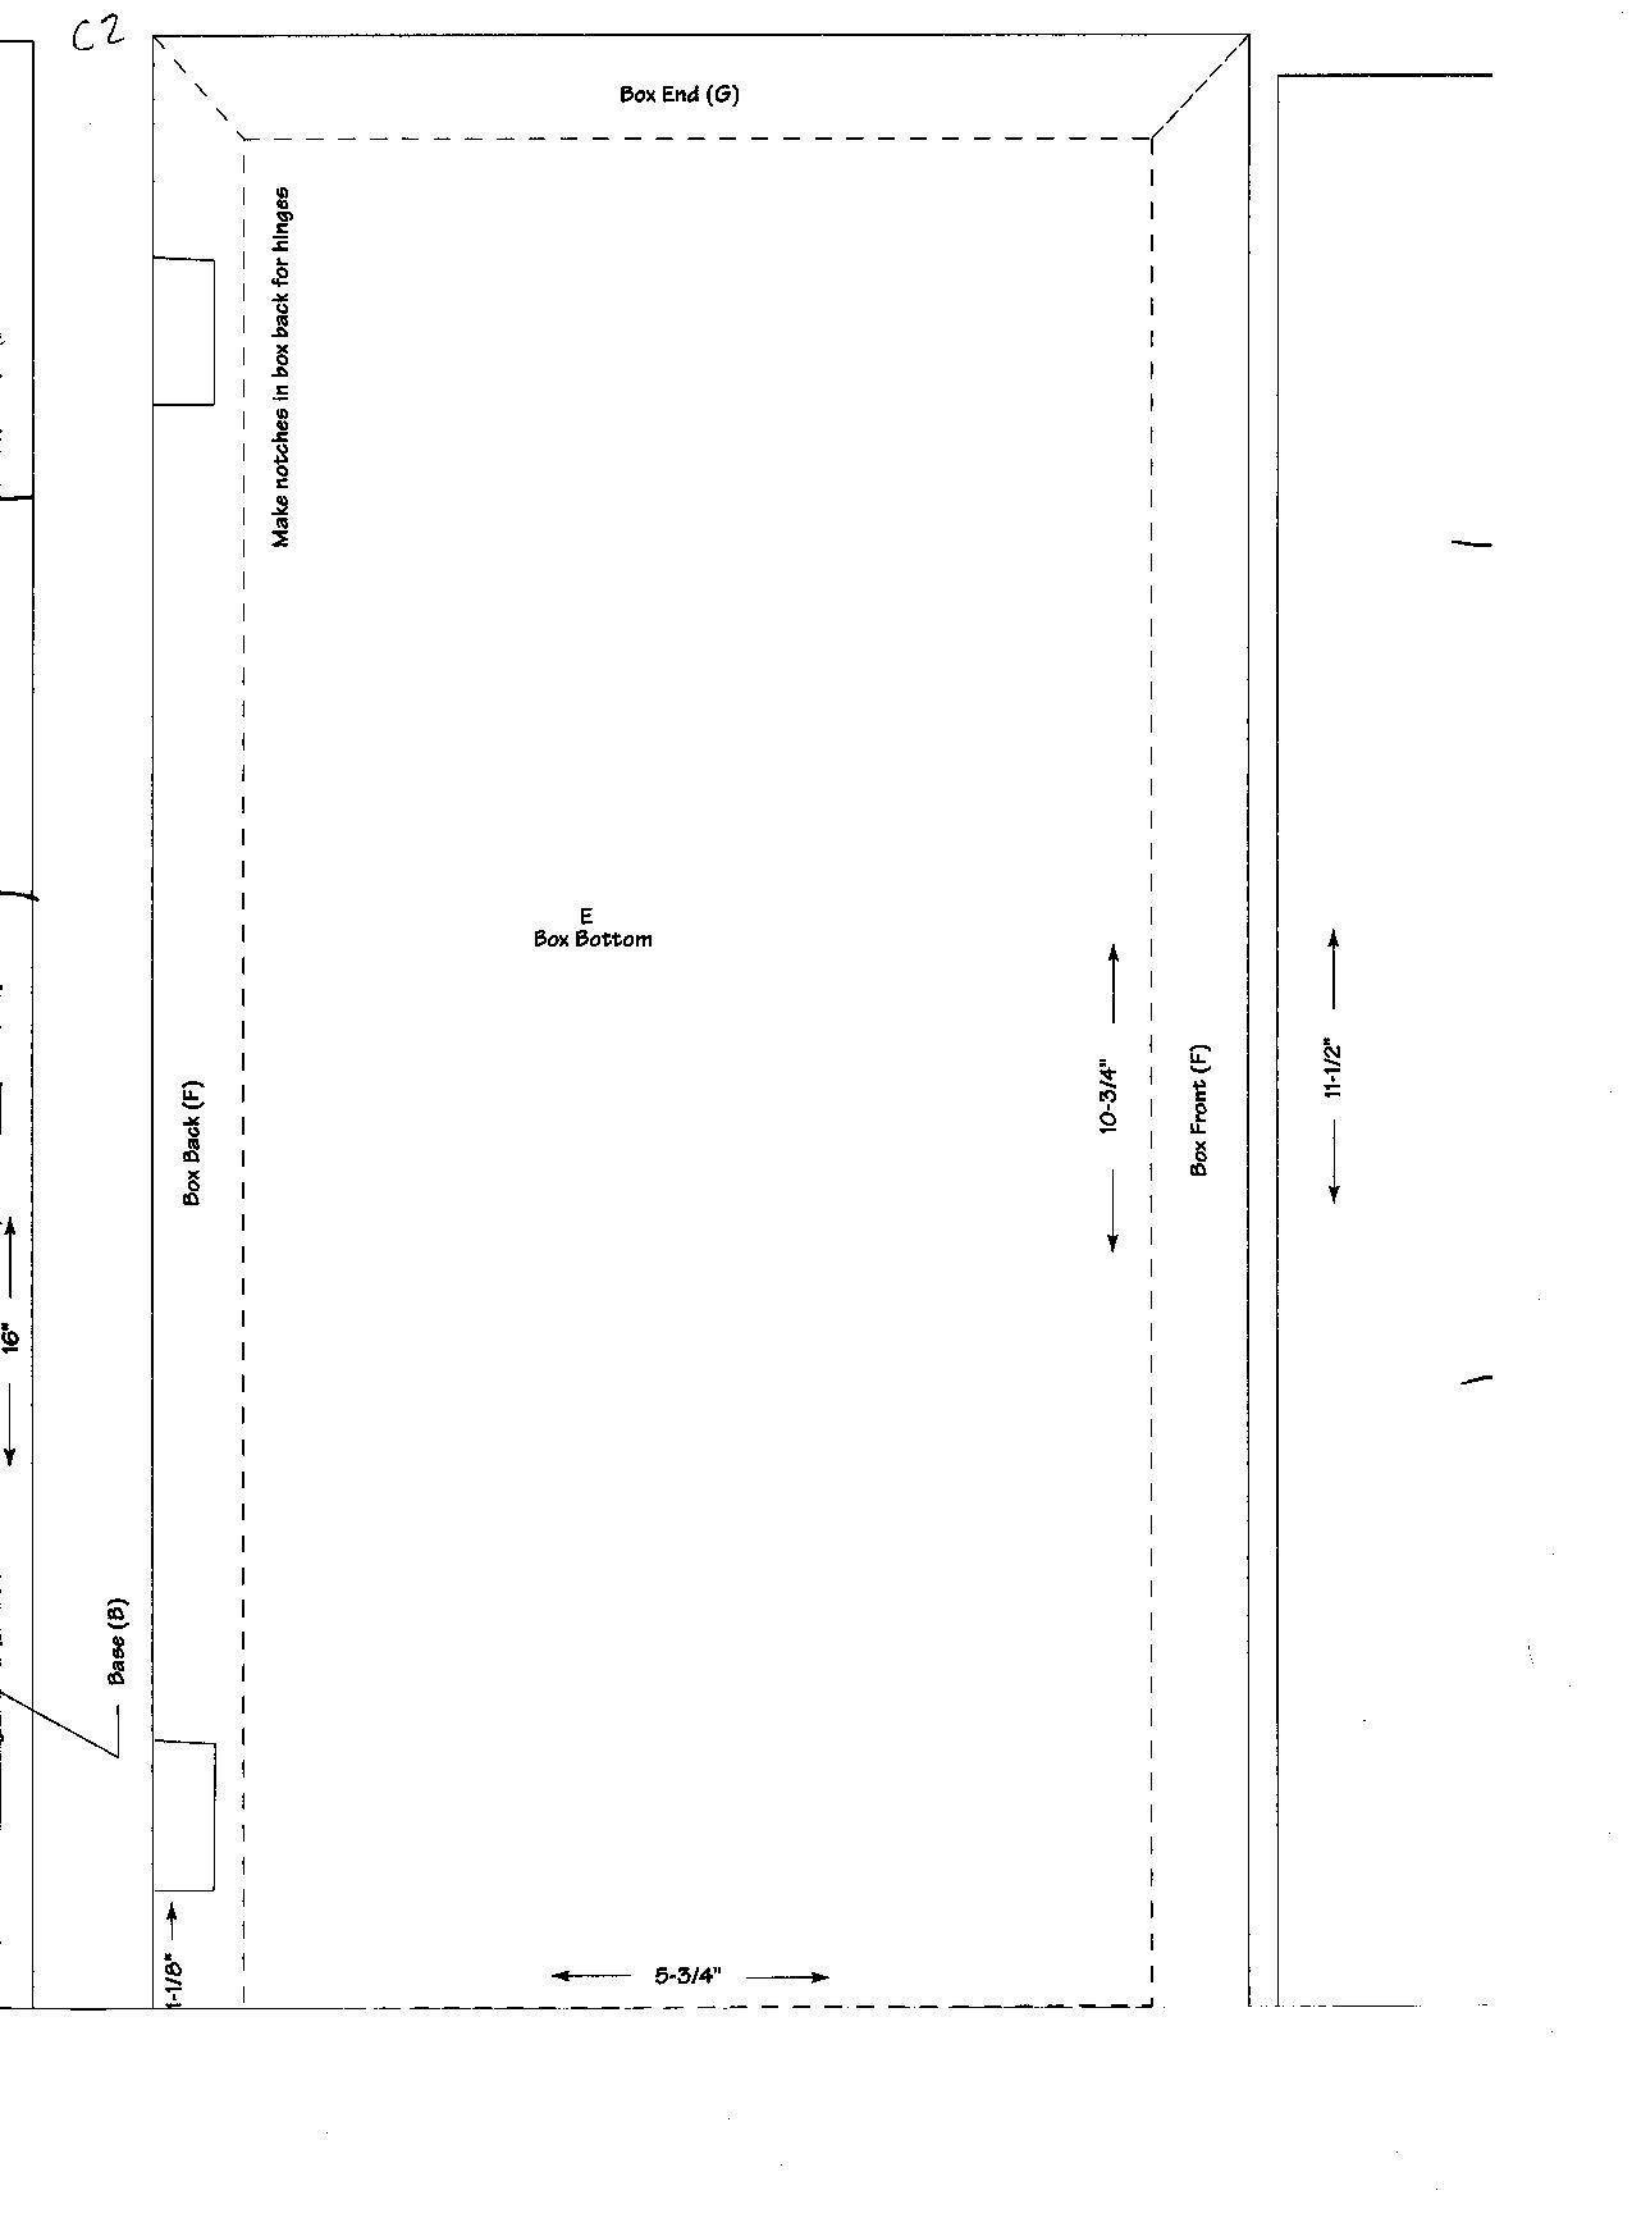 C2
Box End (G)
Make notches in box back for hinges
E
Box Bottom
10-3/4"
Box Front (F)
11-1/2"
Box Back (F)
16"
Base (B)
1-1/8"
5-3/4"